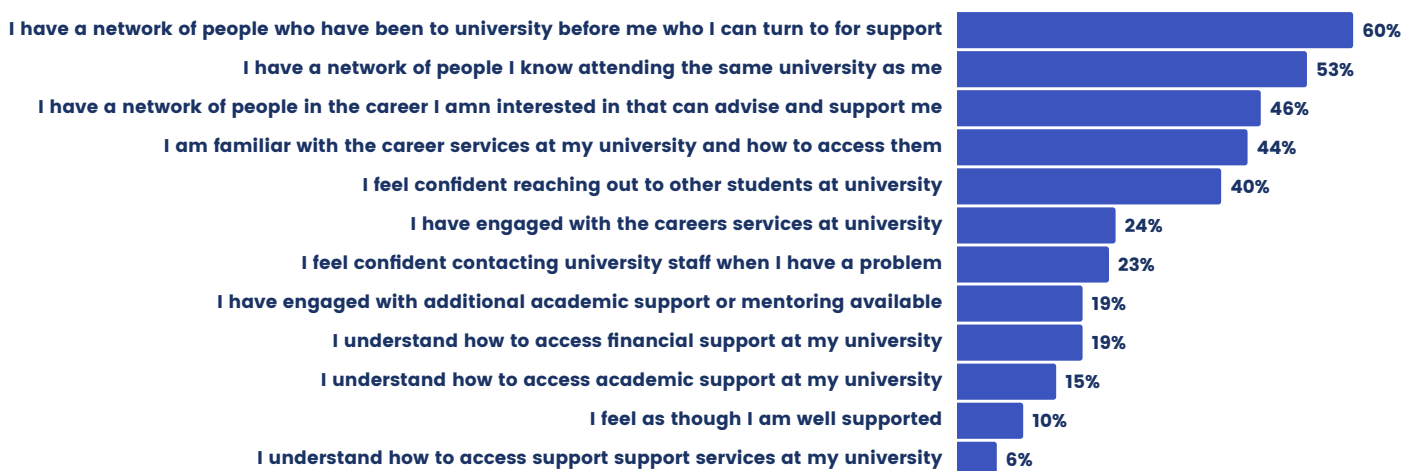 I have a network of people who have been to university before me who I can turn to for support 60%
I have a network of people I know attending the same university as me 53%
I have a network of people in the career I amn interested in that can advise and support me 46%
I am familiar with the career services at my university and how to access them 44%
I feel confident reaching out to other students at university 40%
I have engaged with the careers services at university 24%
I feel confident contacting university staff when I have a problem 23%
I have engaged with additional academic support or mentoring available 19%
I understand how to access financial support at my university 19%
I understand how to access academic support at my university 15%
I feel as though I am well supported 10%
I understand how to access support support services at my university 6%